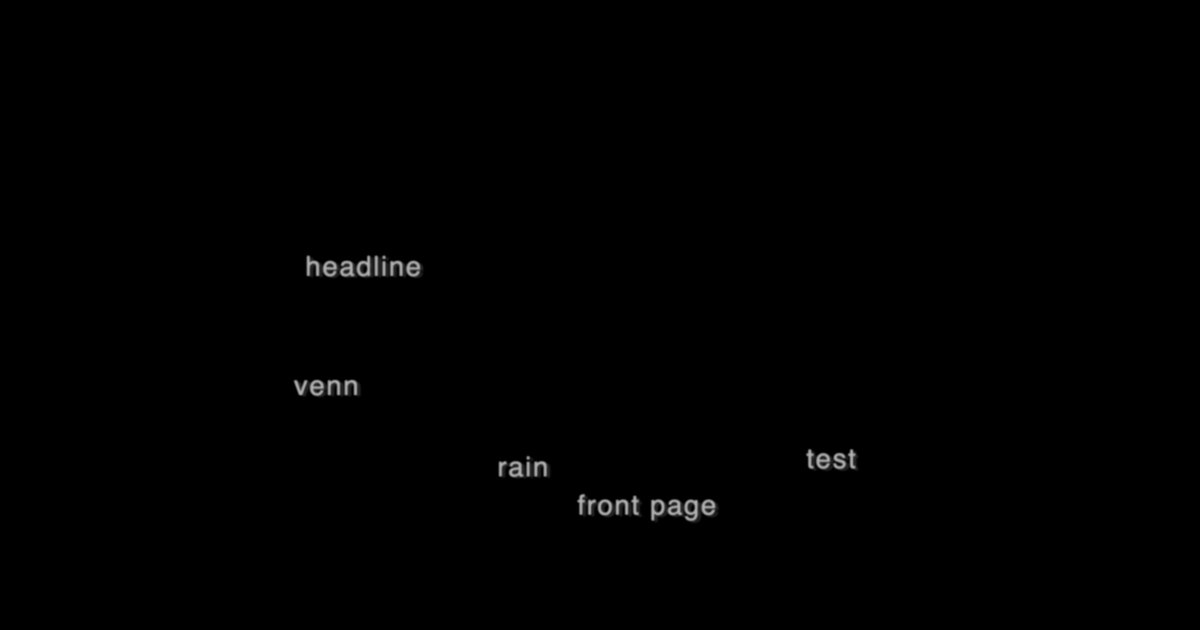 headline
venn
test
rain
front page